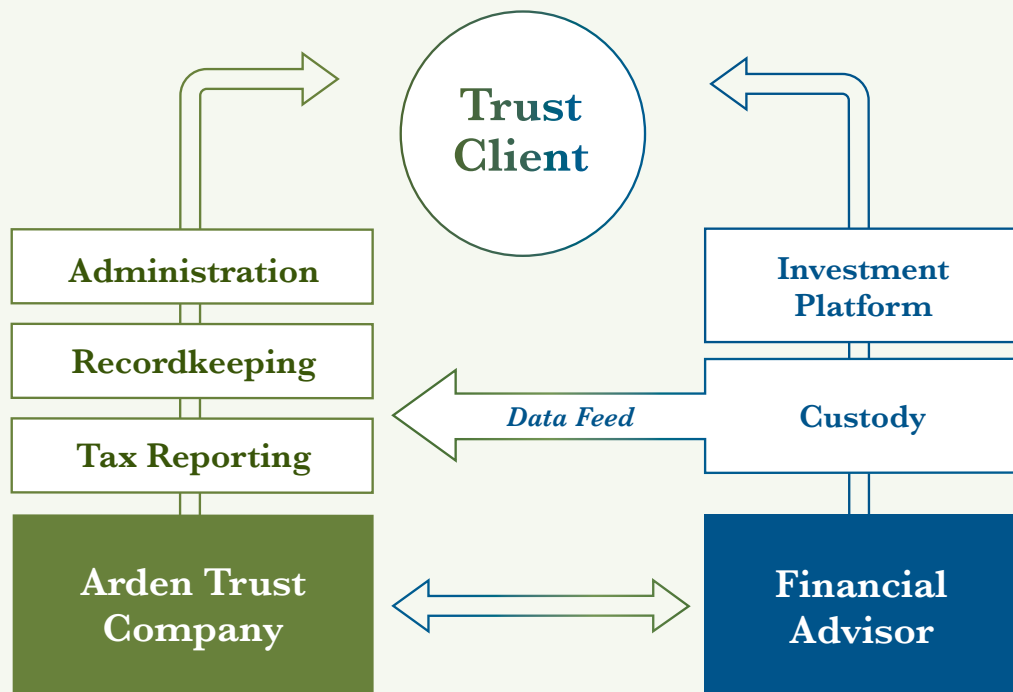 Trust
Client
Administration
Recordkeeping
Tax Reporting
Arden Trust
Company
Investment
Platform
Data Feed
Custody
Financial
Advisor